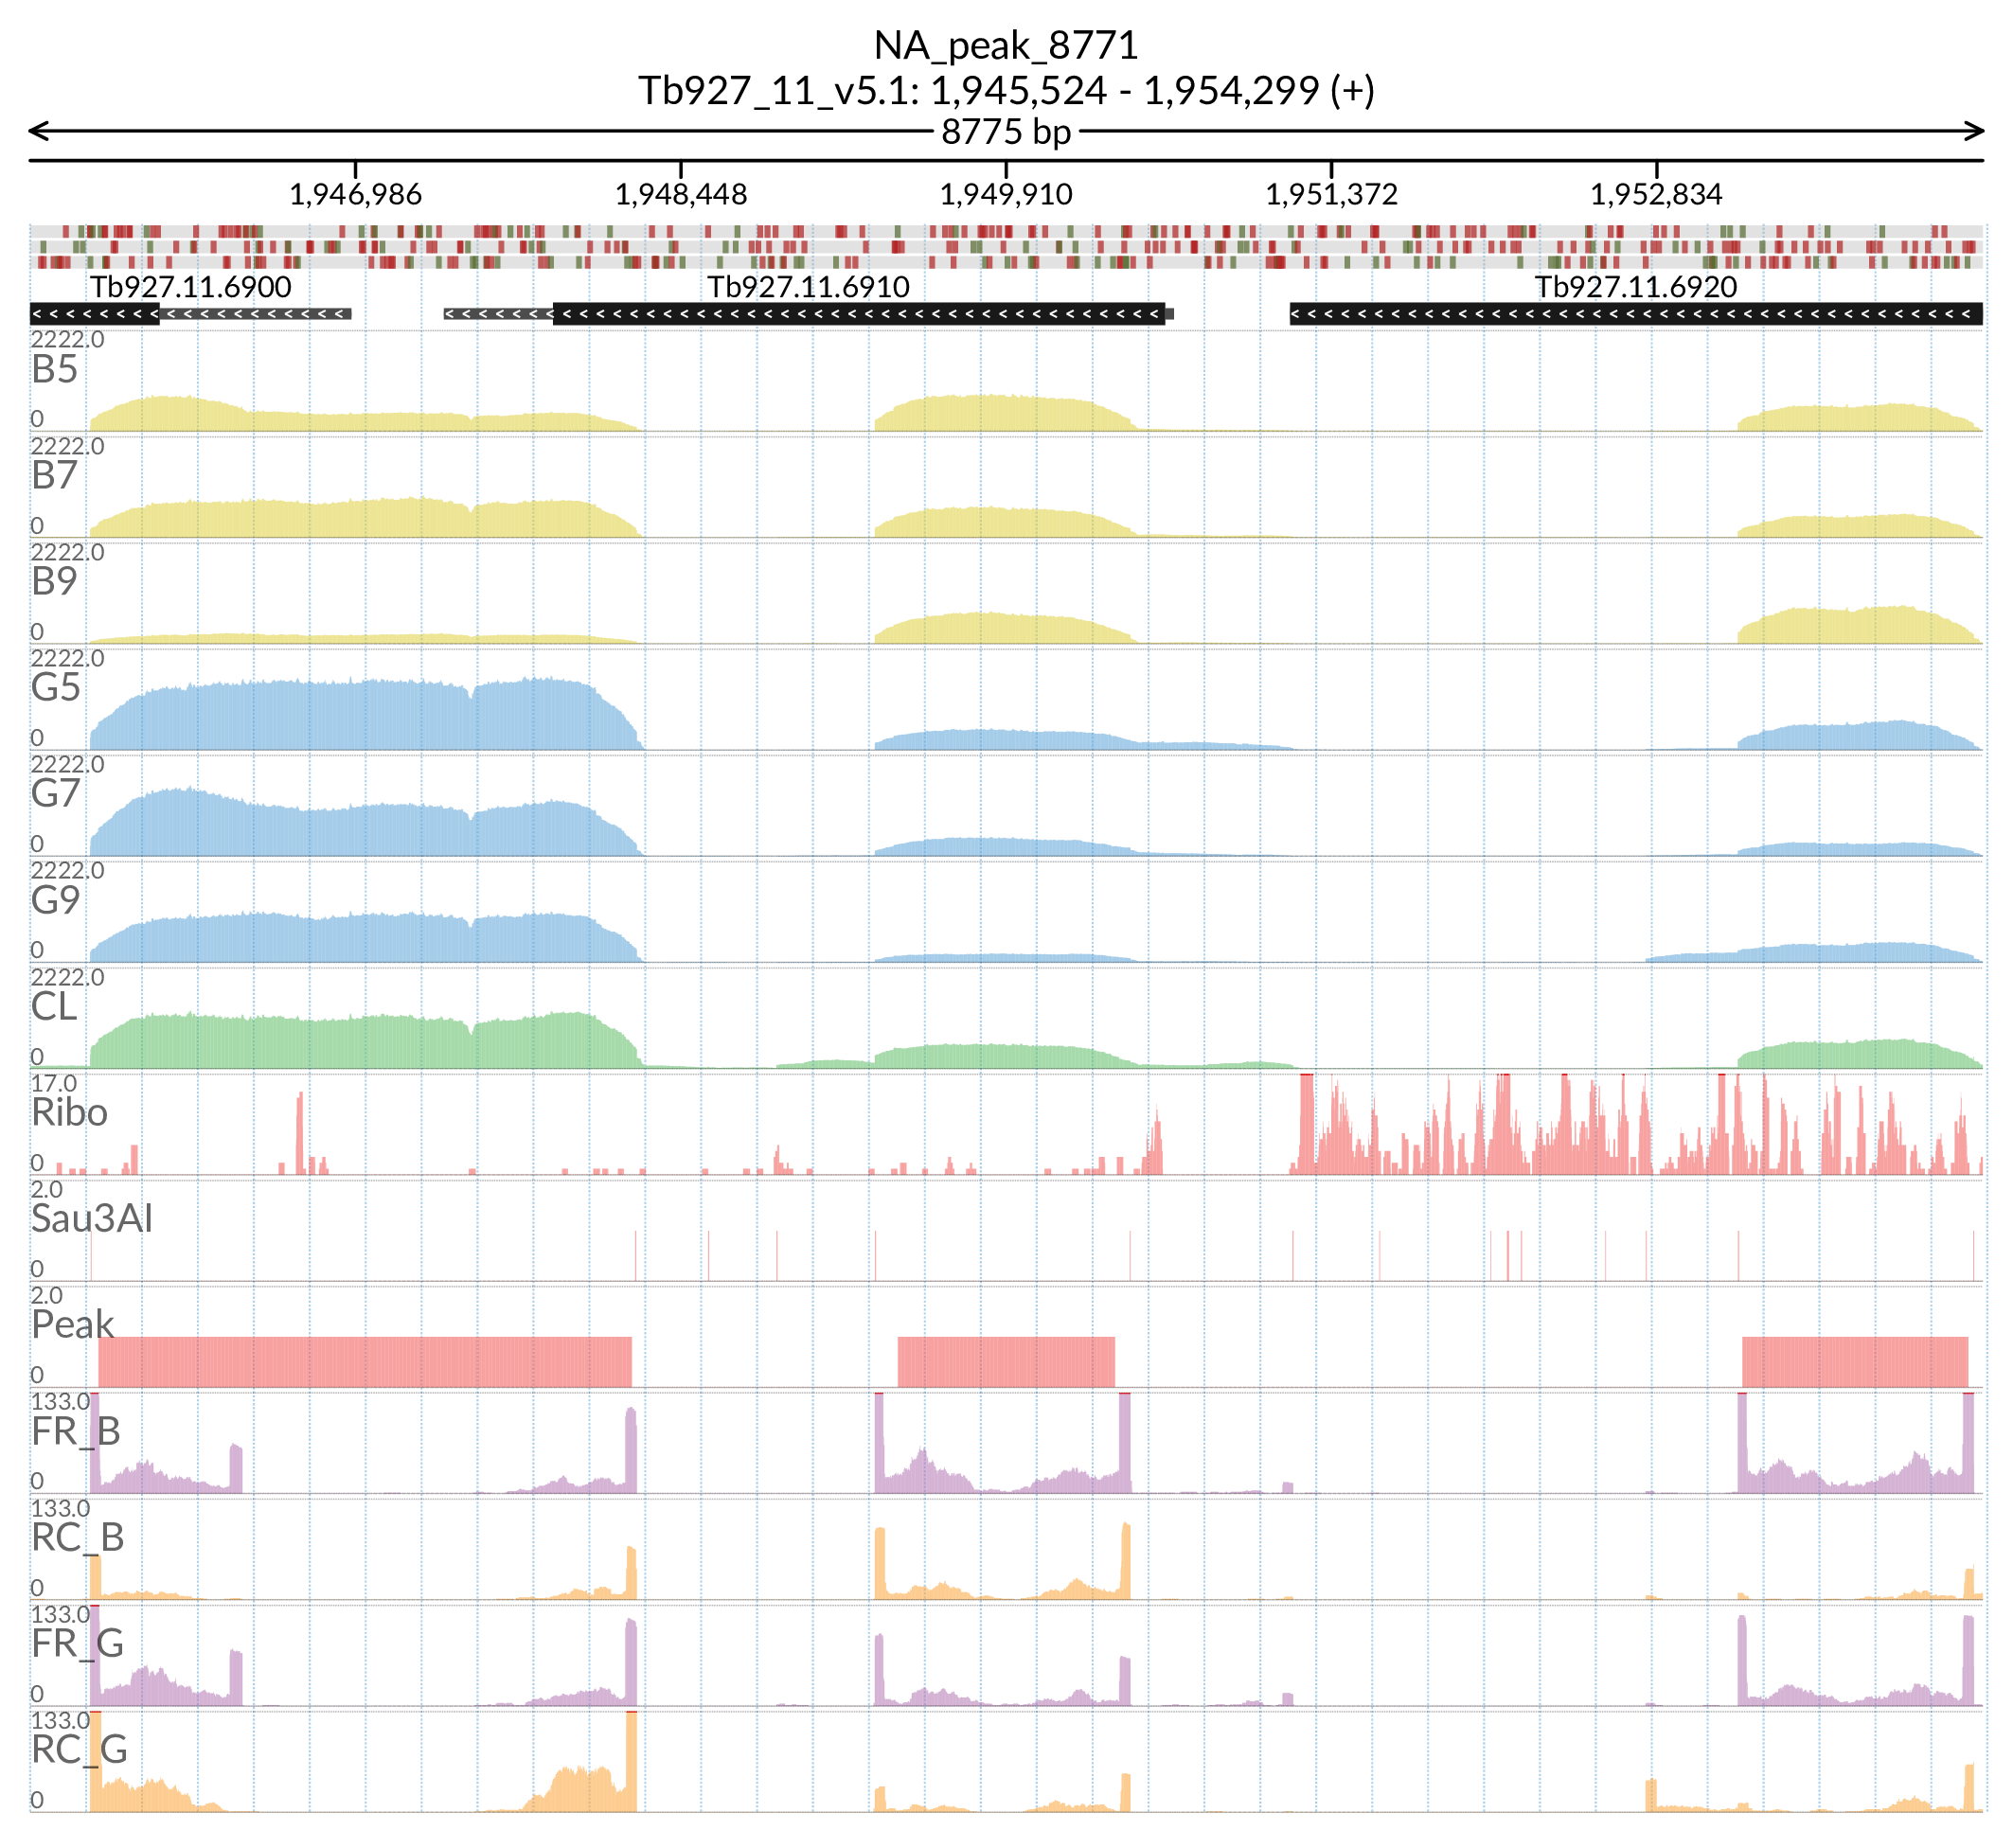 NA_peak_8771
Tb927_11_v5.1: 1,945,524 - 1,954,299 (+)
8775 bp
1,946,986 1,948,448 1,949,910 1,951,372 1,952,834
Tb927.11.6900 Tb927.11.6910 Tb927.11.6920
2222.0
B5
0
2222.0
B7
0
2222.0
B9
0
2222.0
G5
0
2222.0
G7
0
2222.0
G9
0
2222.0
CL
0
17.0
Ribo
0
2.0
Sau3AI
0
2.0
Peak
0
133.0
FR_B
0
133.0
RC_B
0
133.0
FR_G
0
133.0
RC_G
0